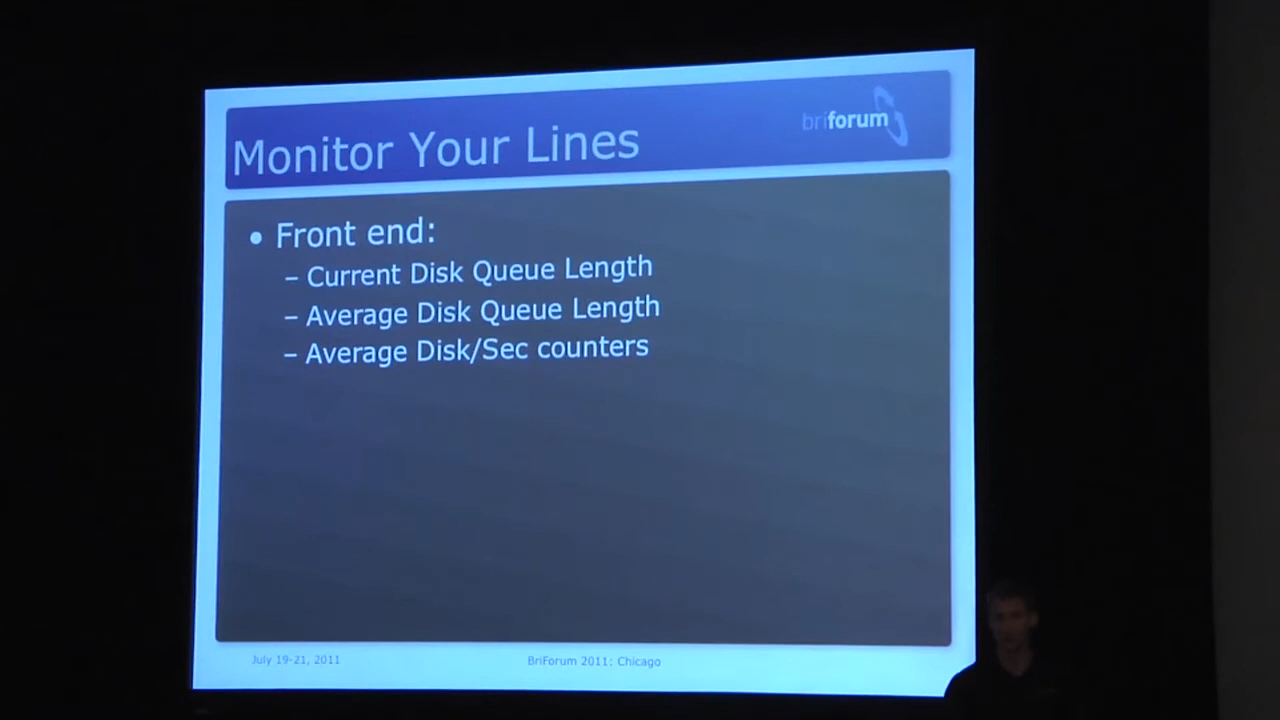 Monitor Your Lines
briforum
• Front end:
– Current Disk Queue Length
– Average Disk Queue Length
– Average Disk/Sec counters
July 19-21, 2011
BriForum 2011: Chicago